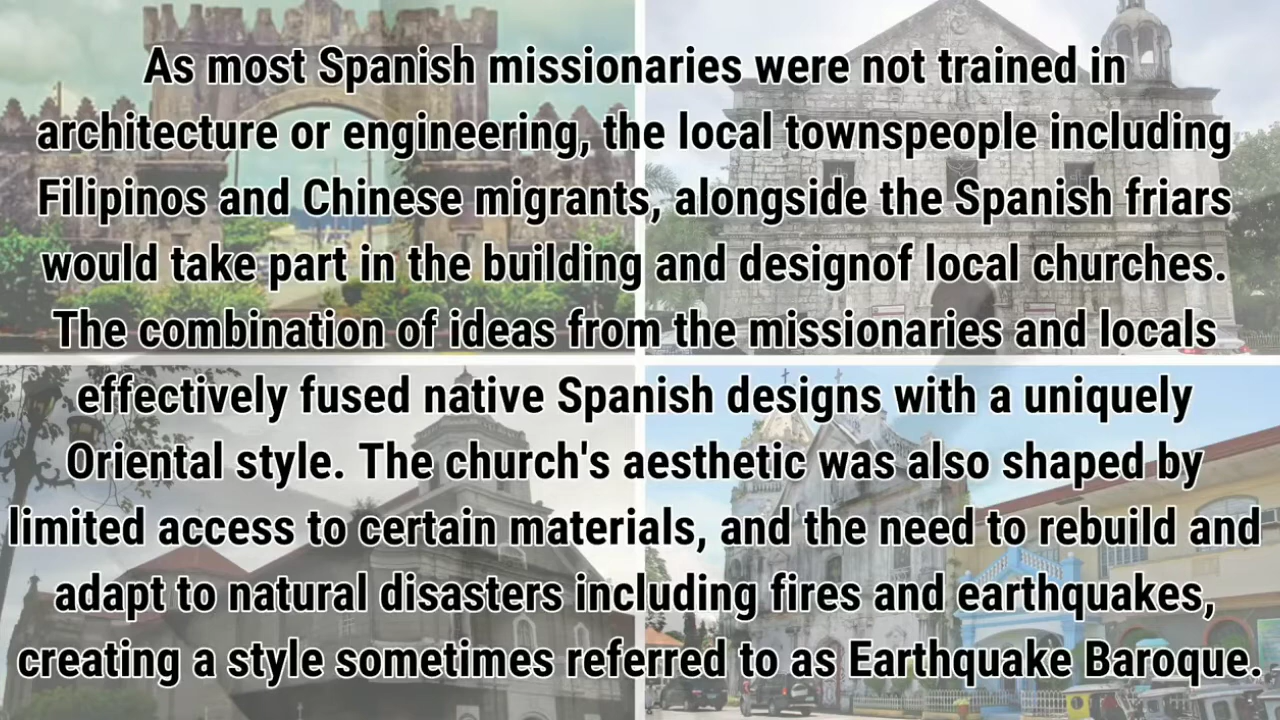 As most Spanish missionaries were not trained in
architecture or engineering, the local townspeople including
Filipinos and Chinese migrants, alongside the Spanish friars
would take part in the building and designof local churches.
The combination of ideas from the missionaries and locals
effectively fused native Spanish designs with a uniquely
Oriental style. The church's aesthetic was also shaped by
limited access to certain materials, and the need to rebuild and
adapt to natural disasters including fires and earthquakes,
creating a style sometimes referred to as Earthquake Baroque.